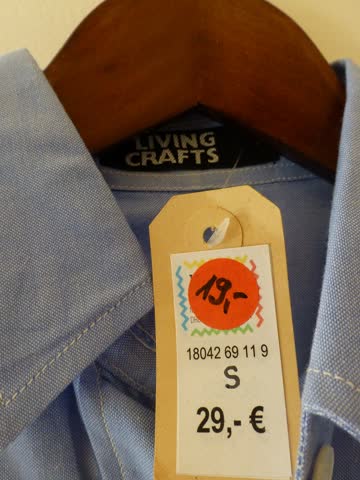 LIVING
CRAFTS
19,-
18042 69 11 9
S
29,- €